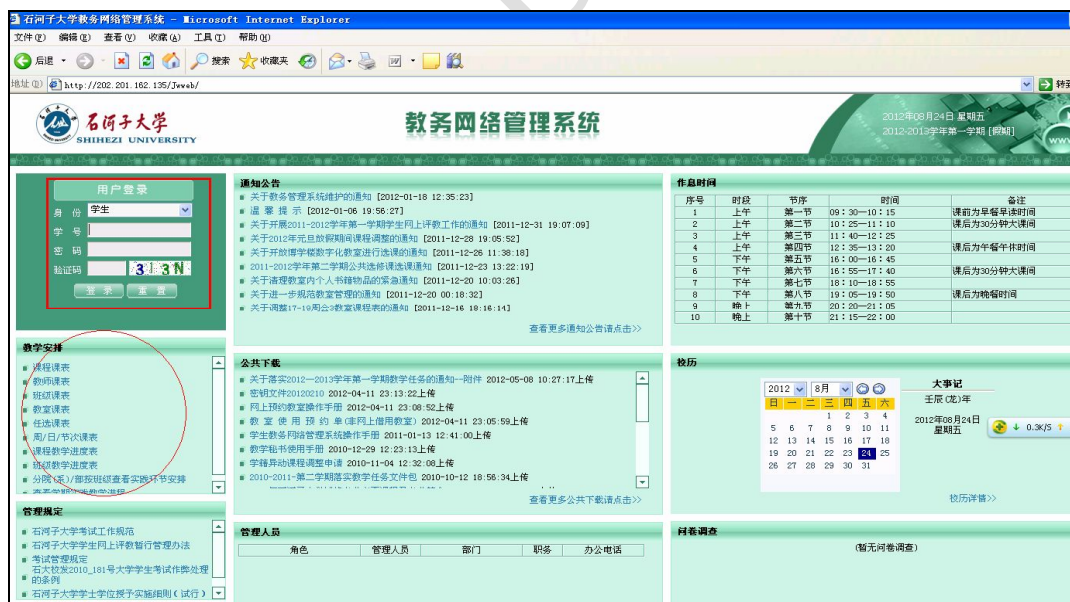 石河子大学教务网络管理系统 - Microsoft Internet Explorer
文件(F) 编辑(E) 查看(V) 收藏(A) 工具(T) 帮助(H)
后退 搜索 收藏夹
地址(D) http://202.201.162.135/Jwweb/ 转到
石河子大学
SHIHEZI UNIVERSITY
教务网络管理系统
2012年08月24日 星期五
2012-2013学年第一学期 [假期]
www
用户登录
身 份 学生
学 号
密 码
验证码 313N
登 录 重 置
教学安排
课程课表
教师课表
班级课表
教室课表
任选课表
周/日/节次课表
课程教学进度表
班级教学进度表
分院(系)/部按班级查看实践环节安排
管理规定
石河子大学考试工作规范
石河子大学学生网上评教暂行管理办法
考试管理规定
石大校发2010_181号大学学生考试作弊处理
的条例
石河子大学学士学位授予实施细则(试行)
通知公告
关于教务管理系统维护的通知 [2012-01-18 12:35:23]
温 馨 提 示 [2012-01-06 19:56:27]
关于开展2011-2012学年第一学期学生网上评教工作的通知 [2011-12-31 19:07:09]
关于2012年元旦放假期间课程调整的通知 [2011-12-28 19:05:52]
关于开放博学楼数字化教室进行选课的通知 [2011-12-26 11:38:18]
2011-2012学年第二学期公共选修课选课通知 [2011-12-23 13:22:19]
关于清理教室内个人书籍物品的紧急通知 [2011-12-20 10:03:26]
关于进一步规范教室管理的通知 [2011-12-20 00:18:32]
关于调整17-19周合3教室课程表的通知 [2011-12-16 18:16:14]
查看更多通知公告请点击>>
公共下载
关于落实2012—2013学年第一学期教学任务的通知--附件 2012-05-08 10:27:17上传
密钥文件20120210 2012-04-11 23:13:22上传
网上预约教室操作手册 2012-04-11 23:08:52上传
教 室 使 用 预 约 单(非网上借用教室) 2012-04-11 23:05:59上传
学生教务网络管理系统操作手册 2011-01-13 12:41:00上传
教学秘书使用手册 2010-12-29 12:23:13上传
学籍异动课程调整申请 2010-11-04 12:32:08上传
2010-2011-第二学期落实教学任务文件包 2010-10-12 18:56:34上传
查看更多公共下载请点击>>
管理人员
角色 管理人员 部门 职务 办公电话
作息时间
序号 时段 节序 时间 备注
1 上午 第一节 09:30—10:15 课前为早餐早读时间
2 上午 第二节 10:25—11:10 课后为30分钟大课间
3 上午 第三节 11:40—12:25
4 上午 第四节 12:35—13:20 课后为午餐午休时间
5 下午 第五节 16:00—16:45
6 下午 第六节 16:55—17:40 课后为30分钟大课间
7 下午 第七节 18:10—18:55
8 下午 第八节 19:05—19:50 课后为晚餐时间
9 晚上 第九节 20:20—21:05
10 晚上 第十节 21:15—22:00
校历
2012 8月
日 一 二 三 四 五 六
1 2 3 4
5 6 7 8 9 10 11
12 13 14 15 16 17 18
19 20 21 22 23 24 25
26 27 28 29 30 31
大事记
壬辰(龙)年
2012年08月24日
星期五
0.3K/S
校历详情>>
问卷调查
(暂无问卷调查)